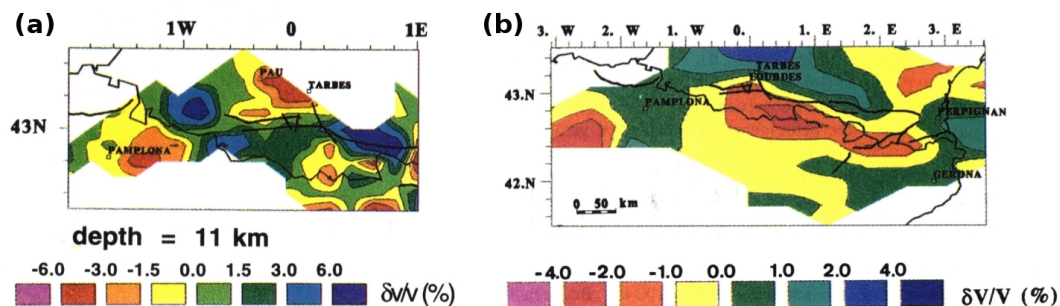 (a)
1W 0 1E
PAU
TARBES
43N
PAMPLONA
depth = 11 km
-6.0 -3.0 -1.5 0.0 1.5 3.0 6.0
δv/v (%)
(b)
3. W 2. W 1. W 0. 1. E 2. E 3. E
TARBES
LOURDES
43.N
PAMPLONA
PERPIGNAN
42.N
GERONA
0 50 km
-4.0 -2.0 -1.0 0.0 1.0 2.0 4.0
δV/V (%)